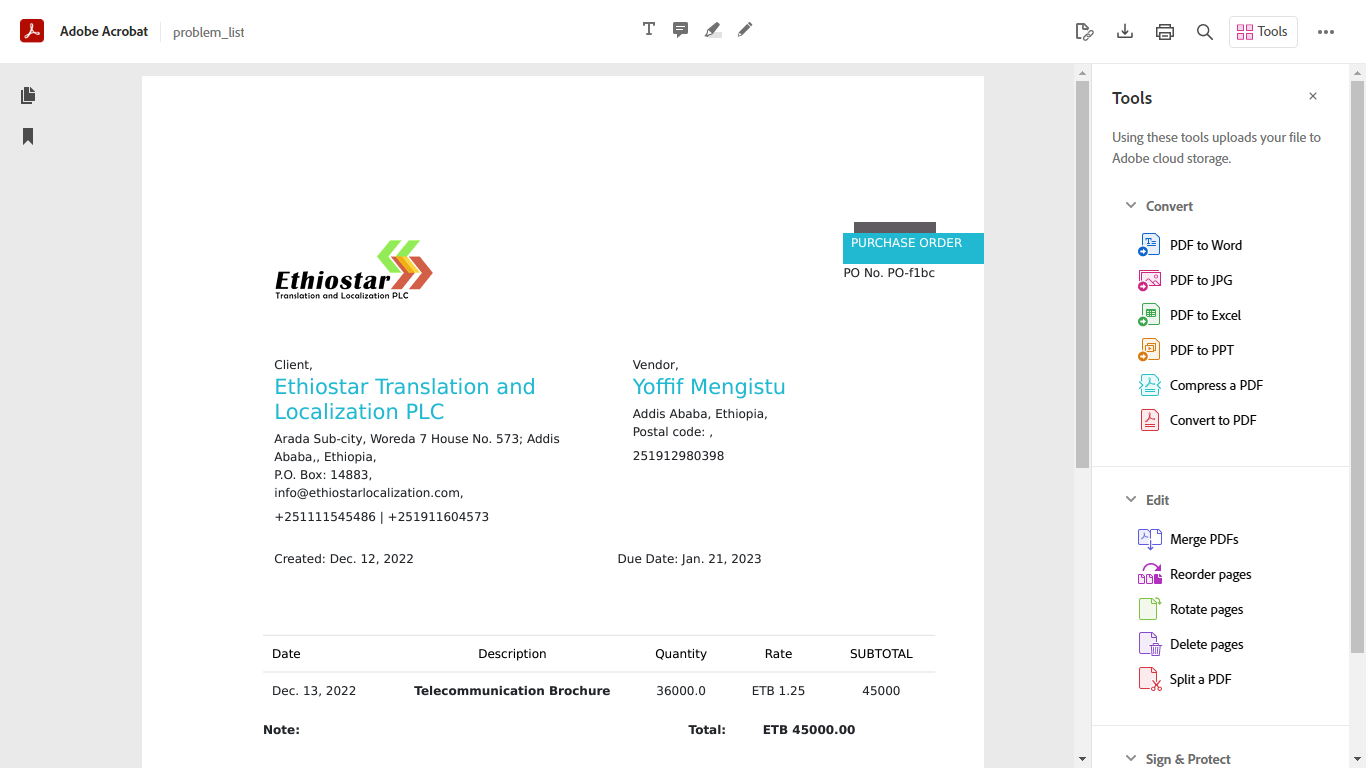 Adobe Acrobat
problem_list
Tools
Tools
Using these tools uploads your file to
Adobe cloud storage.
Convert
PDF to Word
PDF to JPG
PDF to Excel
PDF to PPT
Compress a PDF
Convert to PDF
Edit
Merge PDFs
Reorder pages
Rotate pages
Delete pages
Split a PDF
Sign & Protect
PURCHASE ORDER
PO No. PO-f1bc
Ethiostar
Translation and Localization PLC
Client,
Ethiostar Translation and
Localization PLC
Arada Sub-city, Woreda 7 House No. 573; Addis
Ababa,, Ethiopia,
P.O. Box: 14883,
info@ethiostarlocalization.com,
+251111545486 | +251911604573
Vendor,
Yoffif Mengistu
Addis Ababa, Ethiopia,
Postal code: ,
251912980398
Created: Dec. 12, 2022
Due Date: Jan. 21, 2023
Date Description Quantity Rate SUBTOTAL
Dec. 13, 2022 Telecommunication Brochure 36000.0 ETB 1.25 45000
Note: Total: ETB 45000.00